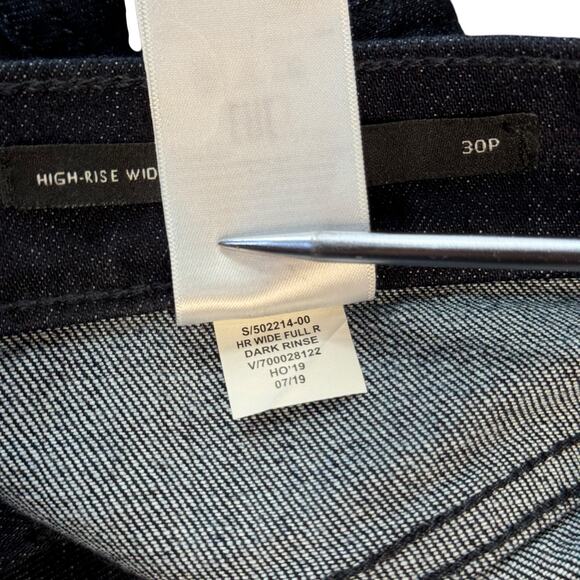 HIGH-RISE WID
30P
S/502214-00
HR WIDE FULL R
DARK RINSE
V/700028122
HO'19
07/19